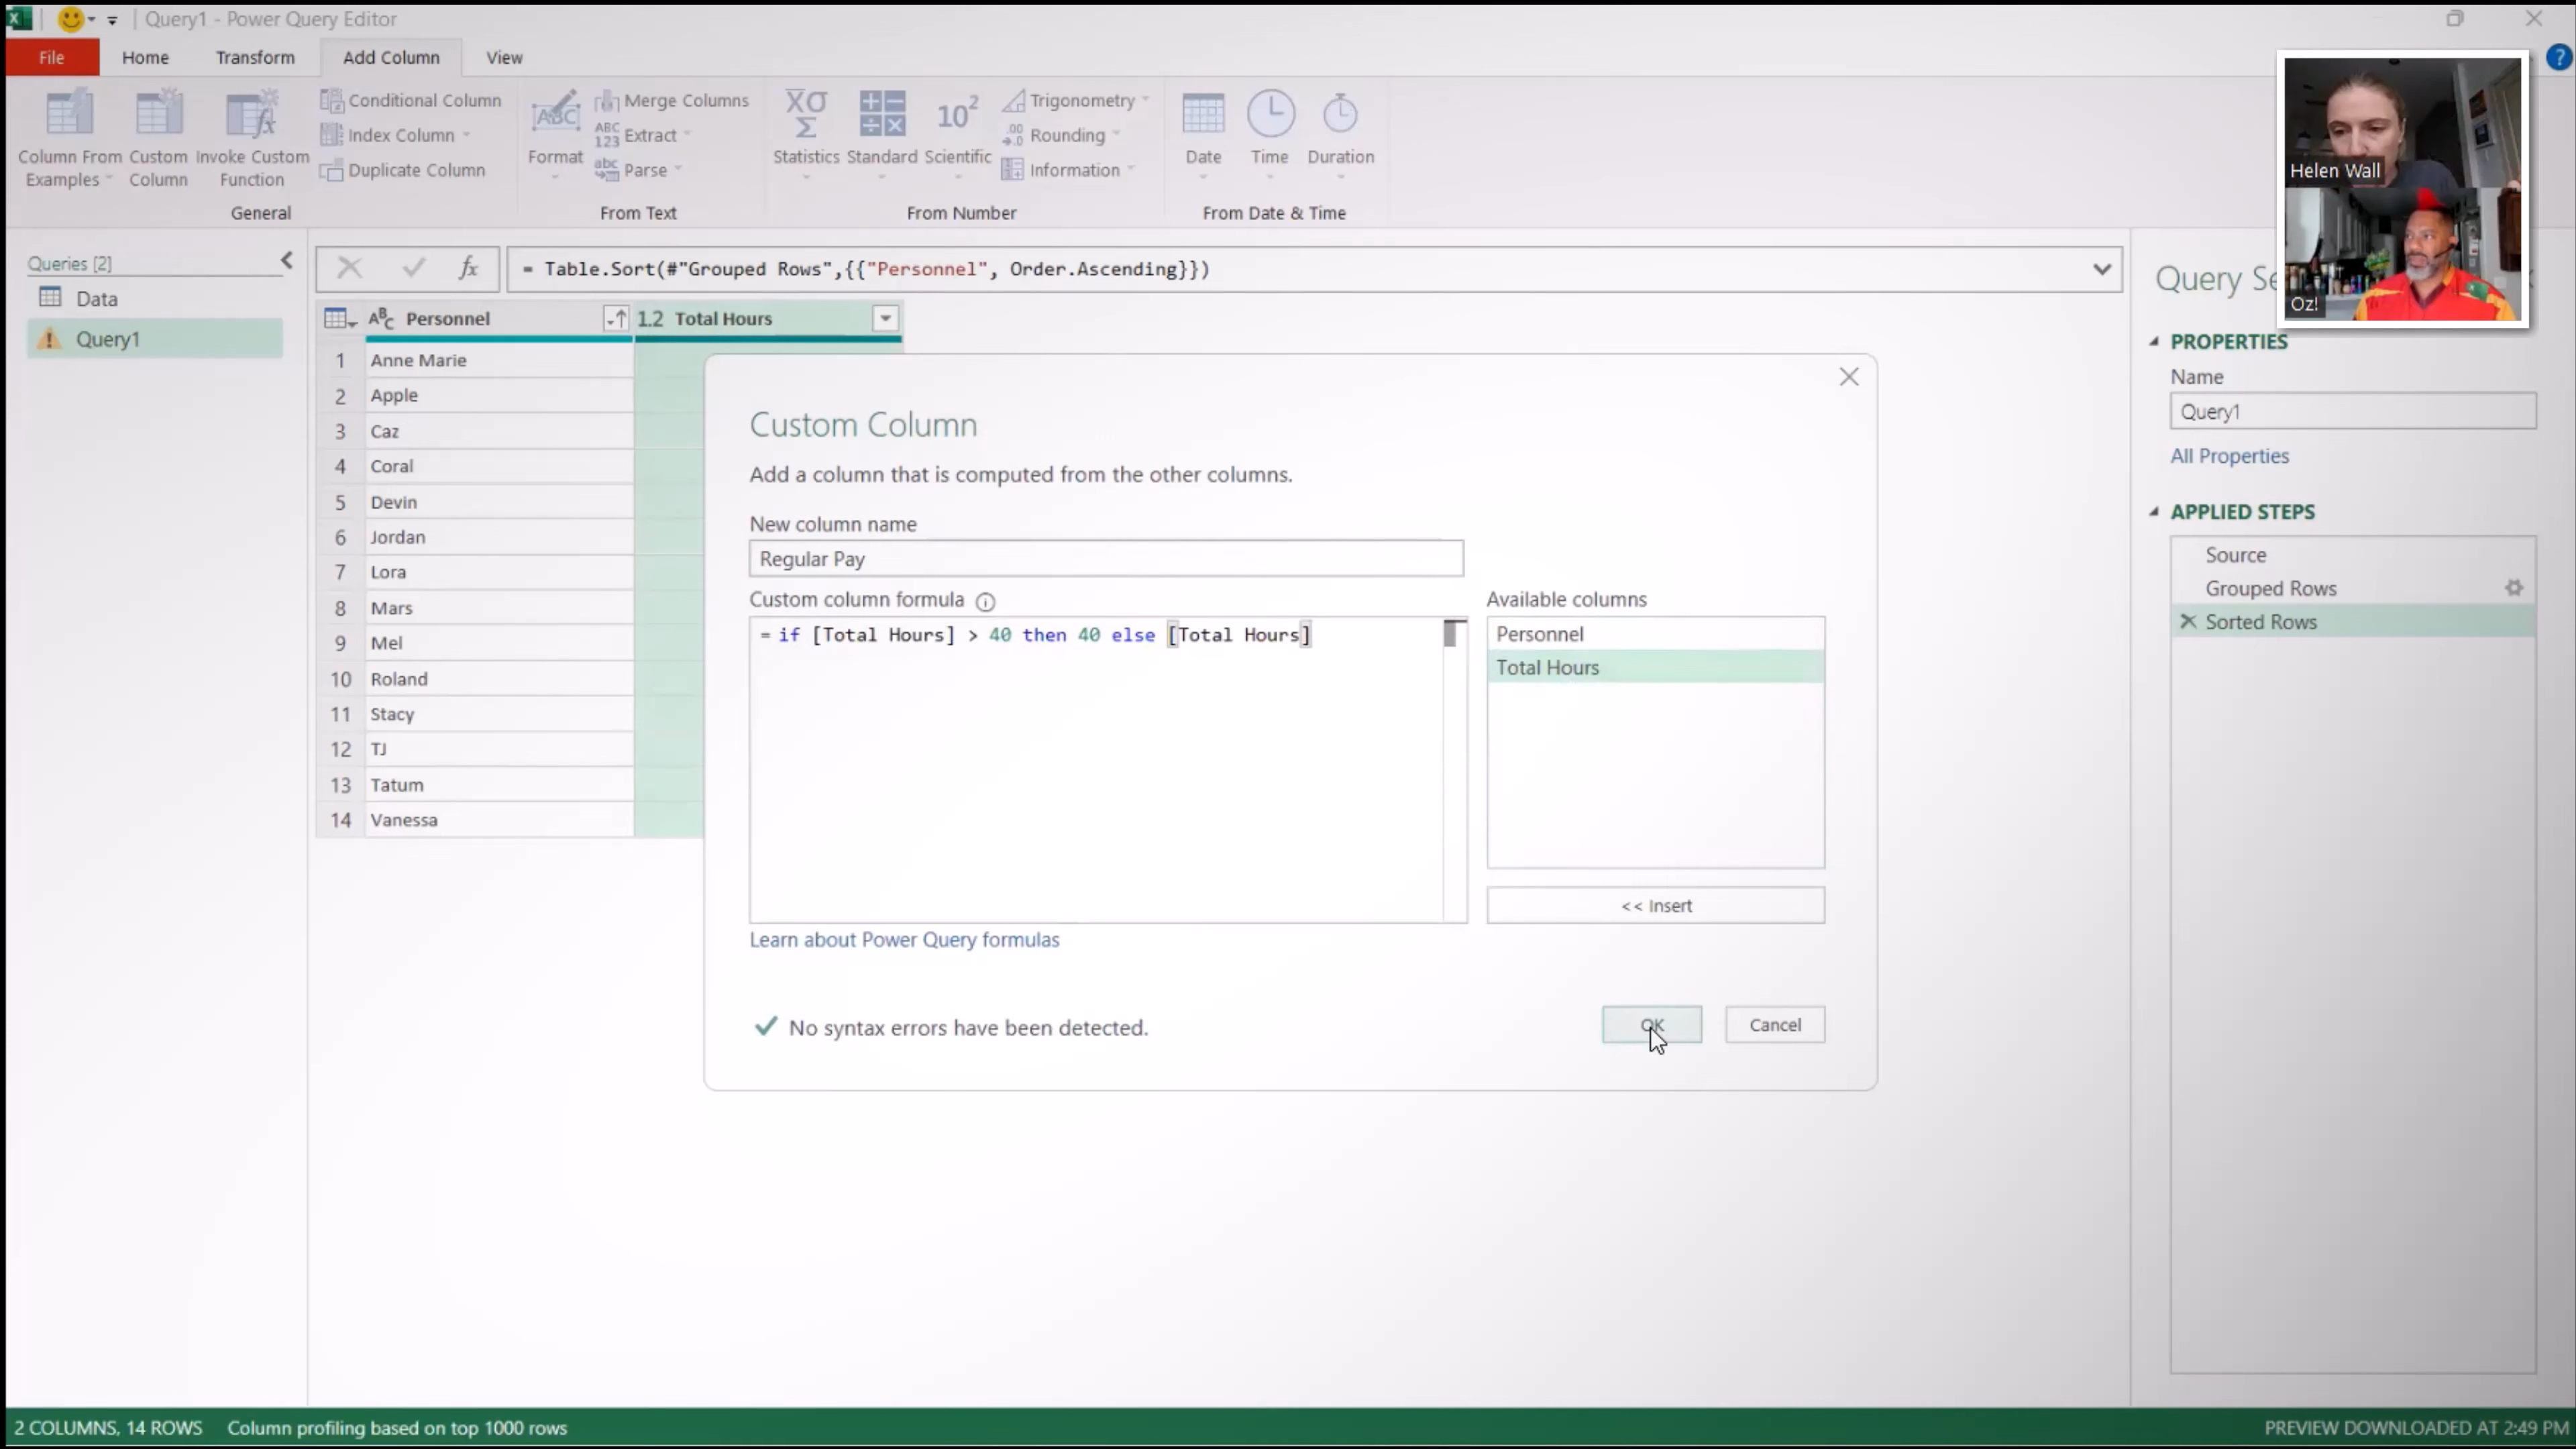 Query1 - Power Query Editor
File
Home
Transform
Add Column
View
?
Column From
Examples
Custom
Column
Invoke Custom
Function
Conditional Column
Index Column
Duplicate Column
General
Format
Merge Columns
Extract
Parse
From Text
Statistics
Standard
Scientific
Trigonometry
Rounding
Information
From Number
Date
Time
Duration
From Date & Time
Helen Wall
Oz!
Queries [2]
Data
Query1
fx
= Table.Sort(#"Grouped Rows",{{"Personnel", Order.Ascending}})
Personnel
1.2 Total Hours
1 Anne Marie
2 Apple
3 Caz
4 Coral
5 Devin
6 Jordan
7 Lora
8 Mars
9 Mel
10 Roland
11 Stacy
12 TJ
13 Tatum
14 Vanessa
Custom Column
Add a column that is computed from the other columns.
New column name
Regular Pay
Custom column formula
= if [Total Hours] > 40 then 40 else [Total Hours]
Available columns
Personnel
Total Hours
<< Insert
Learn about Power Query formulas
No syntax errors have been detected.
OK
Cancel
Query Se
PROPERTIES
Name
Query1
All Properties
APPLIED STEPS
Source
Grouped Rows
Sorted Rows
2 COLUMNS, 14 ROWS
Column profiling based on top 1000 rows
PREVIEW DOWNLOADED AT 2:49 PM